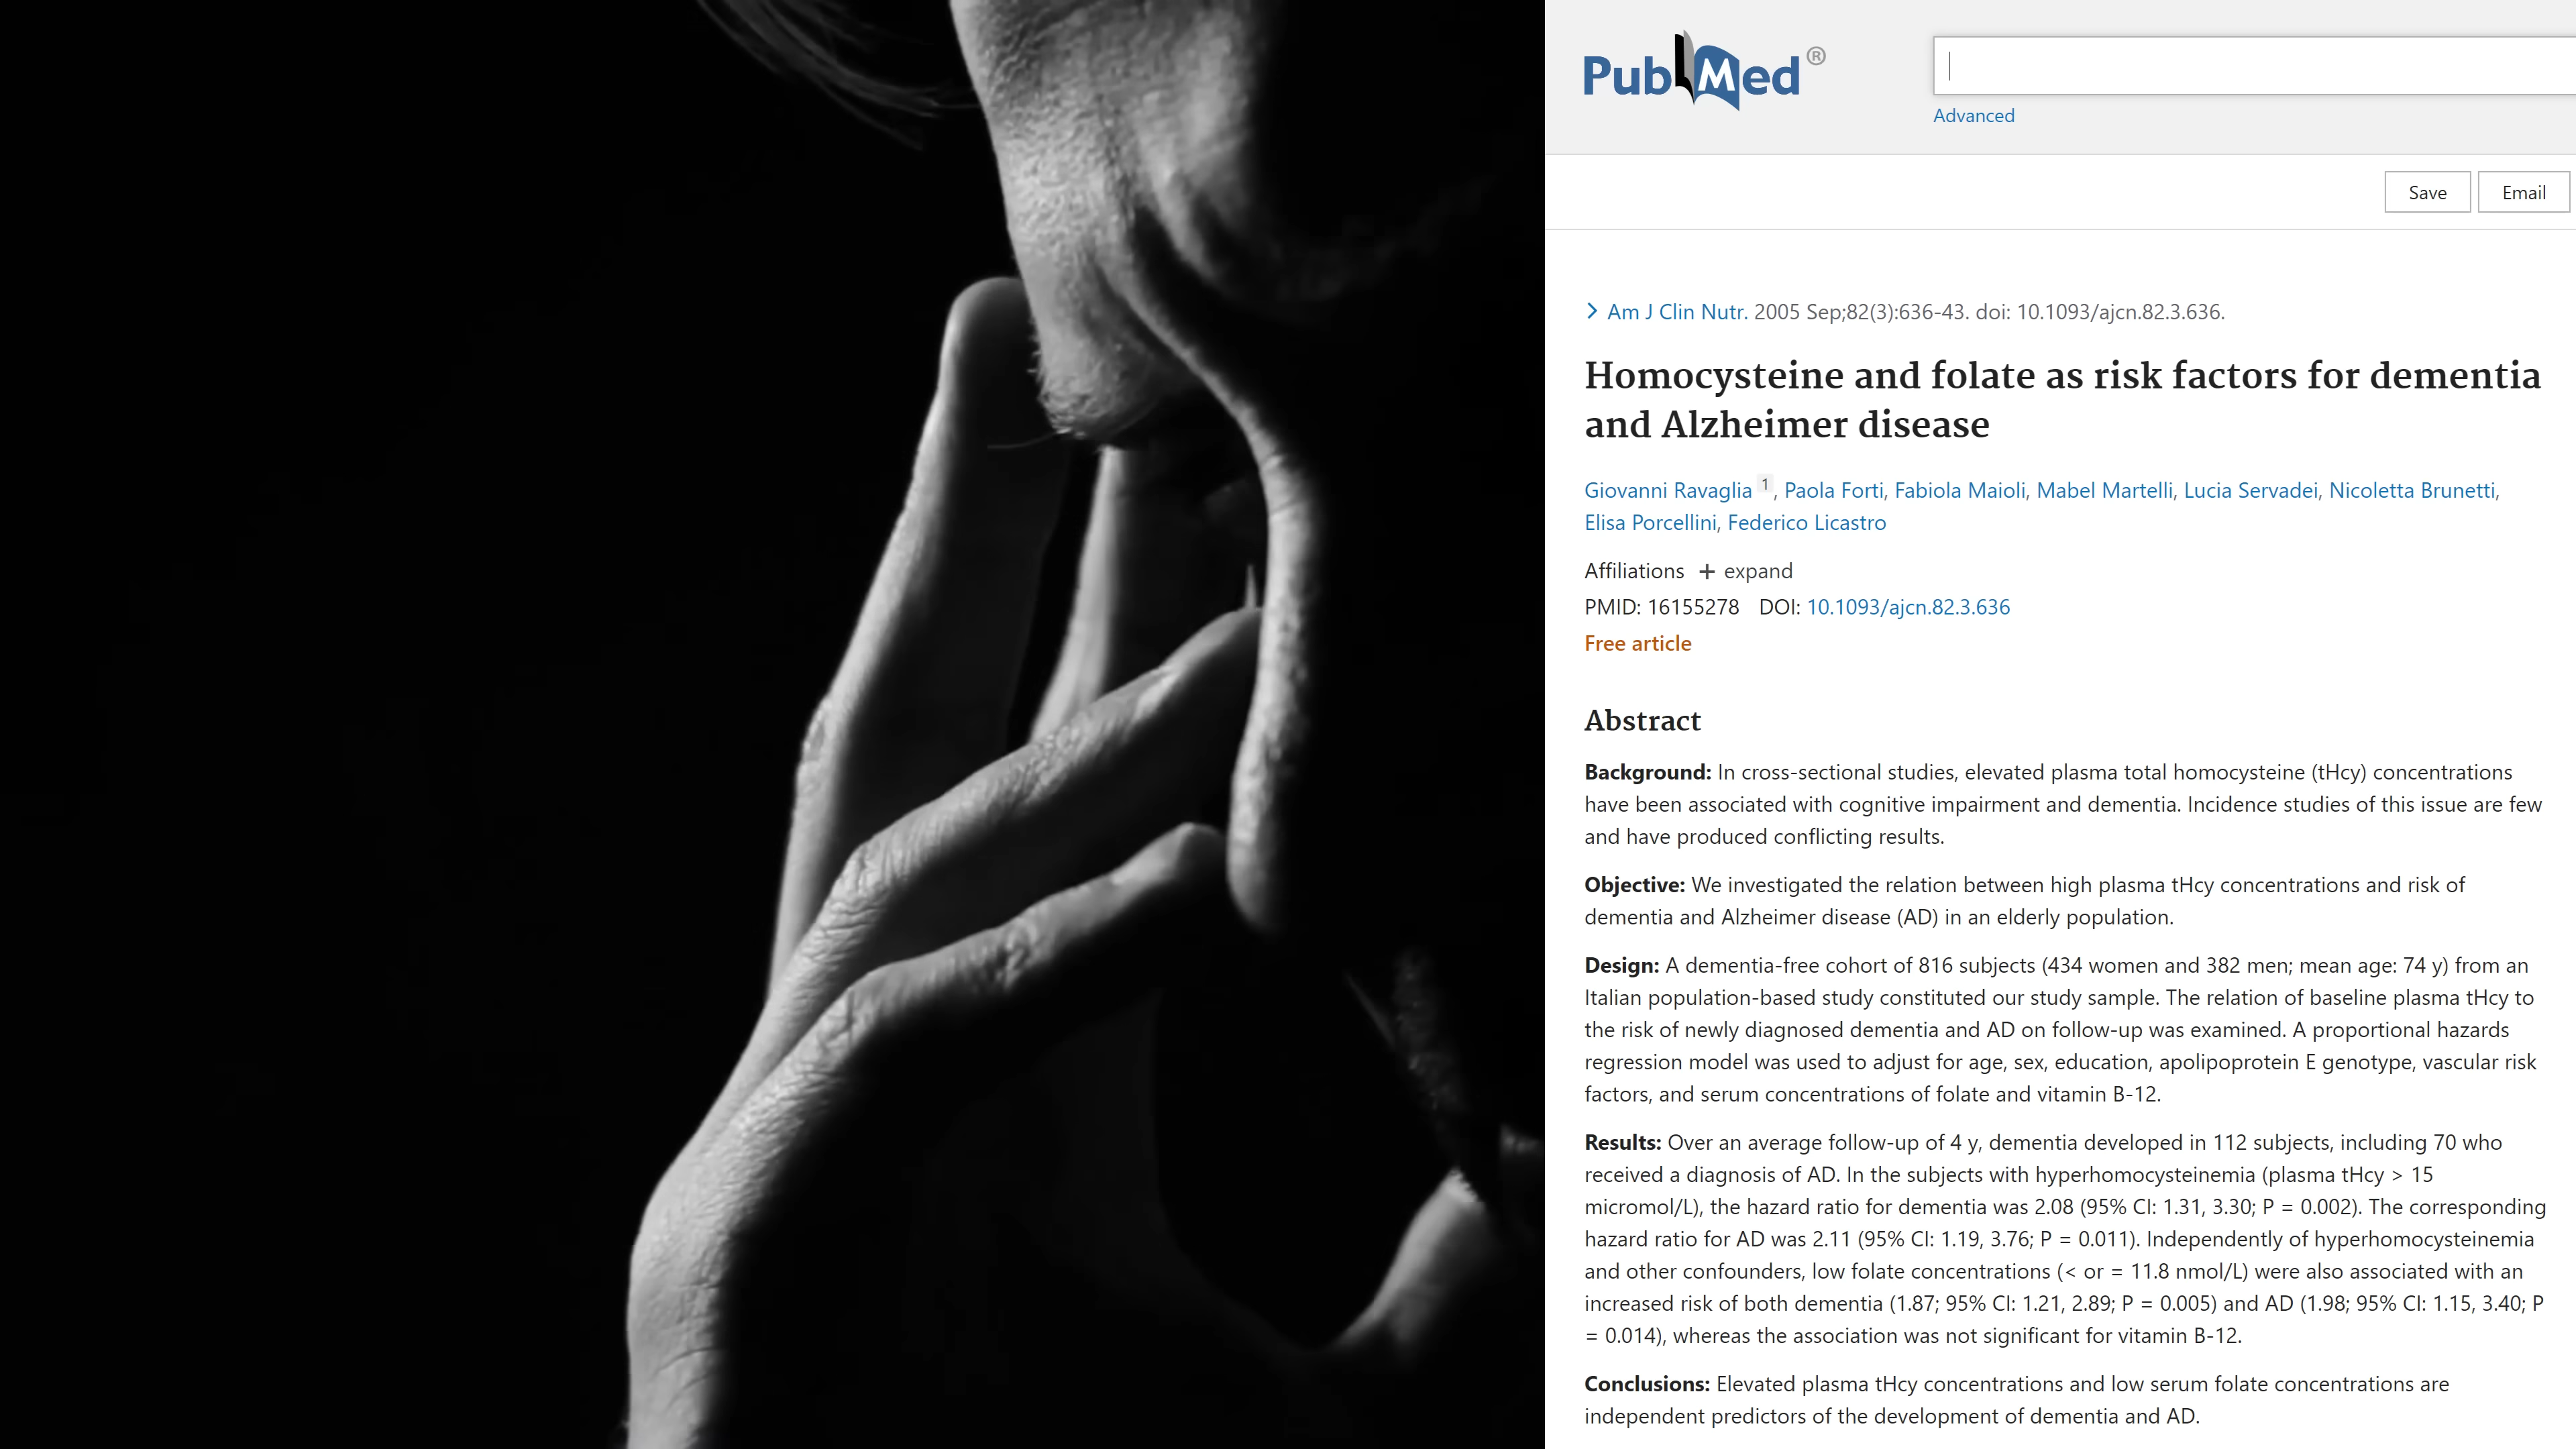 PubMed®
Advanced
Save
Email
Am J Clin Nutr. 2005 Sep;82(3):636-43. doi: 10.1093/ajcn.82.3.636.
Homocysteine and folate as risk factors for dementia
and Alzheimer disease
Giovanni Ravaglia 1, Paola Forti, Fabiola Maioli, Mabel Martelli, Lucia Servadei, Nicoletta Brunetti,
Elisa Porcellini, Federico Licastro
Affiliations + expand
PMID: 16155278 DOI: 10.1093/ajcn.82.3.636
Free article
Abstract
Background: In cross-sectional studies, elevated plasma total homocysteine (tHcy) concentrations
have been associated with cognitive impairment and dementia. Incidence studies of this issue are few
and have produced conflicting results.
Objective: We investigated the relation between high plasma tHcy concentrations and risk of
dementia and Alzheimer disease (AD) in an elderly population.
Design: A dementia-free cohort of 816 subjects (434 women and 382 men; mean age: 74 y) from an
Italian population-based study constituted our study sample. The relation of baseline plasma tHcy to
the risk of newly diagnosed dementia and AD on follow-up was examined. A proportional hazards
regression model was used to adjust for age, sex, education, apolipoprotein E genotype, vascular risk
factors, and serum concentrations of folate and vitamin B-12.
Results: Over an average follow-up of 4 y, dementia developed in 112 subjects, including 70 who
received a diagnosis of AD. In the subjects with hyperhomocysteinemia (plasma tHcy > 15
micromol/L), the hazard ratio for dementia was 2.08 (95% CI: 1.31, 3.30; P = 0.002). The corresponding
hazard ratio for AD was 2.11 (95% CI: 1.19, 3.76; P = 0.011). Independently of hyperhomocysteinemia
and other confounders, low folate concentrations (< or = 11.8 nmol/L) were also associated with an
increased risk of both dementia (1.87; 95% CI: 1.21, 2.89; P = 0.005) and AD (1.98; 95% CI: 1.15, 3.40; P
= 0.014), whereas the association was not significant for vitamin B-12.
Conclusions: Elevated plasma tHcy concentrations and low serum folate concentrations are
independent predictors of the development of dementia and AD.